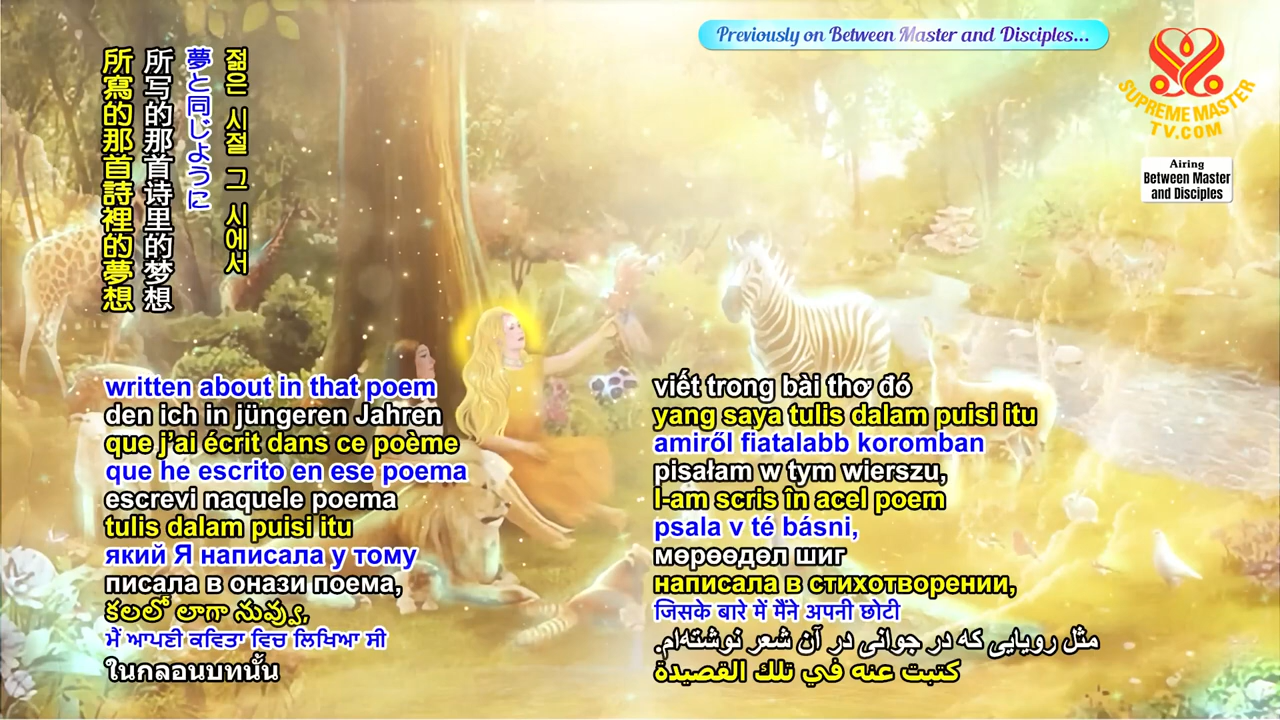 Previously on Between Master and Disciples...
SUPREME MASTER
TV.COM
Airing
Between Master
and Disciples
젊은 시절 그 시에서
夢と同じように
所写的那首诗里的梦想
所寫的那首詩裡的夢想
written about in that poem
den ich in jüngeren Jahren
que j'ai écrit dans ce poème
que he escrito en ese poema
escrevi naquele poema
tulis dalam puisi itu
який Я написала у тому
писала в онази поема,
కలలో లాగా నువ్వు,
ਮੈਂ ਆਪਣੀ ਕਵਿਤਾ ਵਿਚ ਲਿਖਿਆ ਸੀ
ในกลอนบทนั้น
viết trong bài thơ đó
yang saya tulis dalam puisi itu
amiről fiatalabb koromban
pisałam w tym wierszu,
l-am scris în acel poem
psala v té básni,
мөрөөдөл шиг
написала в стихотворении,
जिसके बारे में मैंने अपनी छोटी
مثل رویایی که در جوانی در آن شعر نوشته‌ام.
كتبت عنه في تلك القصيدة